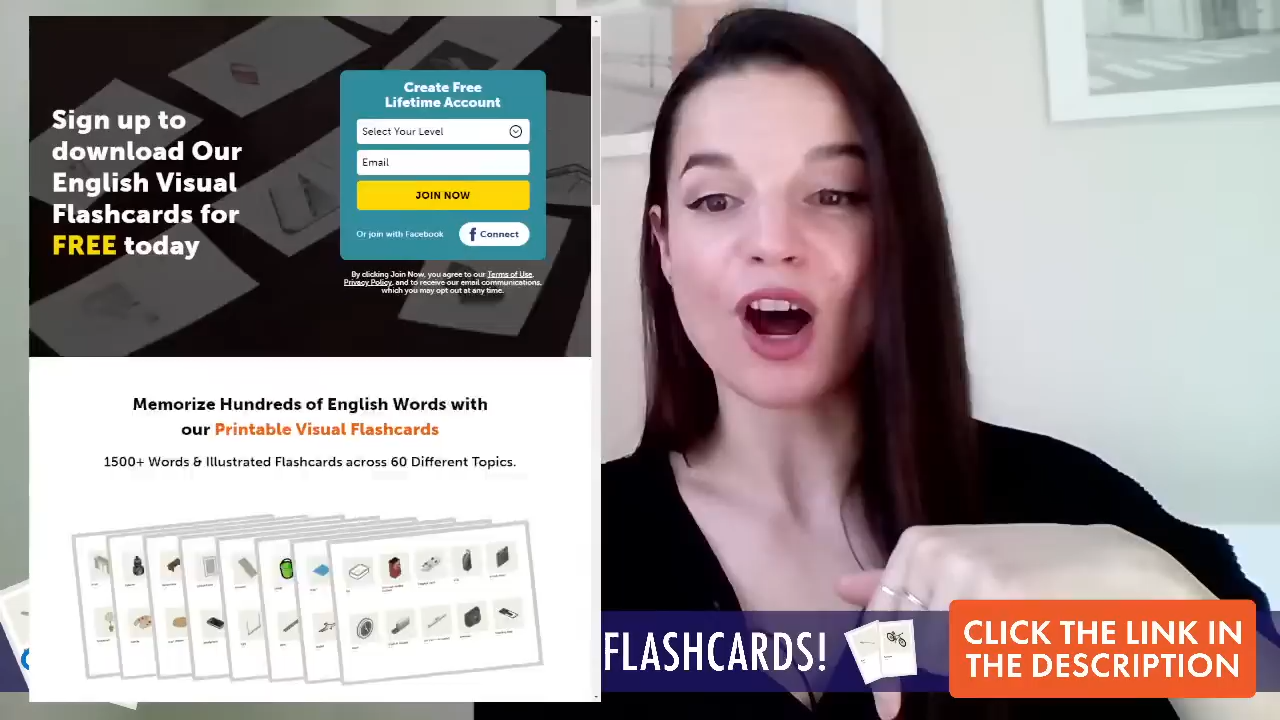 Sign up to
download Our
English Visual
Flashcards for
FREE today
Create Free
Lifetime Account
Select Your Level
Email
JOIN NOW
Or join with Facebook
f Connect
By clicking Join Now, you agree to our Terms of Use,
Privacy Policy, and to receive our email communications,
which you may opt out at any time.
Memorize Hundreds of English Words with
our Printable Visual Flashcards
1500+ Words & Illustrated Flashcards across 60 Different Topics.
FLASHCARDS!
CLICK THE LINK IN
THE DESCRIPTION